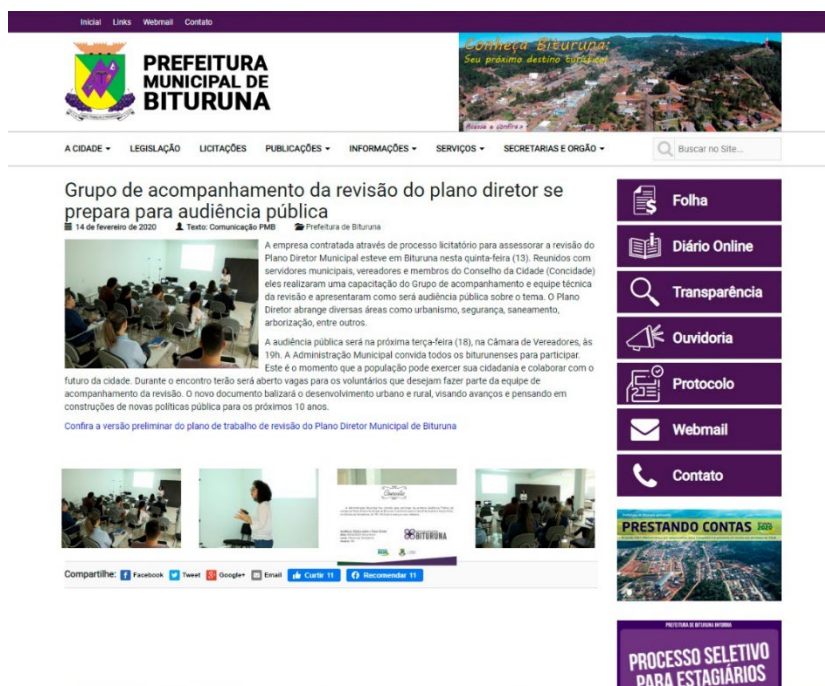 Inicial Links Webmail Contato
PREFEITURA
MUNICIPAL DE
BITURUNA
Conheça Bituruna:
Seu próximo destino turístico!
Acesse e confira
A CIDADE LEGISLAÇÃO LICITAÇÕES PUBLICAÇÕES INFORMAÇÕES SERVIÇOS SECRETARIAS E ORGÃO
Buscar no Site...
Grupo de acompanhamento da revisão do plano diretor se
prepara para audiência pública
14 de fevereiro de 2020 Texto: Comunicação PMB Prefeitura de Bituruna
A empresa contratada através de processo licitatório para assessorar a revisão do
Plano Diretor Municipal esteve em Bituruna nesta quinta-feira (13). Reunidos com
servidores municipais, vereadores e membros do Conselho da Cidade (Concidade)
eles realizaram uma capacitação do Grupo de acompanhamento e equipe técnica
da revisão e apresentaram como será audiência pública sobre o tema. O Plano
Diretor abrange diversas áreas como urbanismo, segurança, saneamento,
arborização, entre outros.
A audiência pública será na próxima terça-feira (18), na Câmara de Vereadores, às
19h. A Administração Municipal convida todos os biturunenses para participar.
Este é o momento que a população pode exercer sua cidadania e colaborar com o
futuro da cidade. Durante o encontro terão será aberto vagas para os voluntários que desejam fazer parte da equipe de
acompanhamento da revisão. O novo documento balizará o desenvolvimento urbano e rural, visando avanços e pensando em
construções de novas políticas pública para os próximos 10 anos.
Confira a versão preliminar do plano de trabalho de revisão do Plano Diretor Municipal de Bituruna
BITURUNA
Compartilhe: Facebook Tweet Google+ Email Curtir 11 Recomendar 11
Folha
Diário Online
Transparência
Ouvidoria
Protocolo
Webmail
Contato
PRESTANDO CONTAS
PREFEITURA DE BITURUNA INFORMA
PROCESSO SELETIVO
PARA ESTAGIÁRIOS